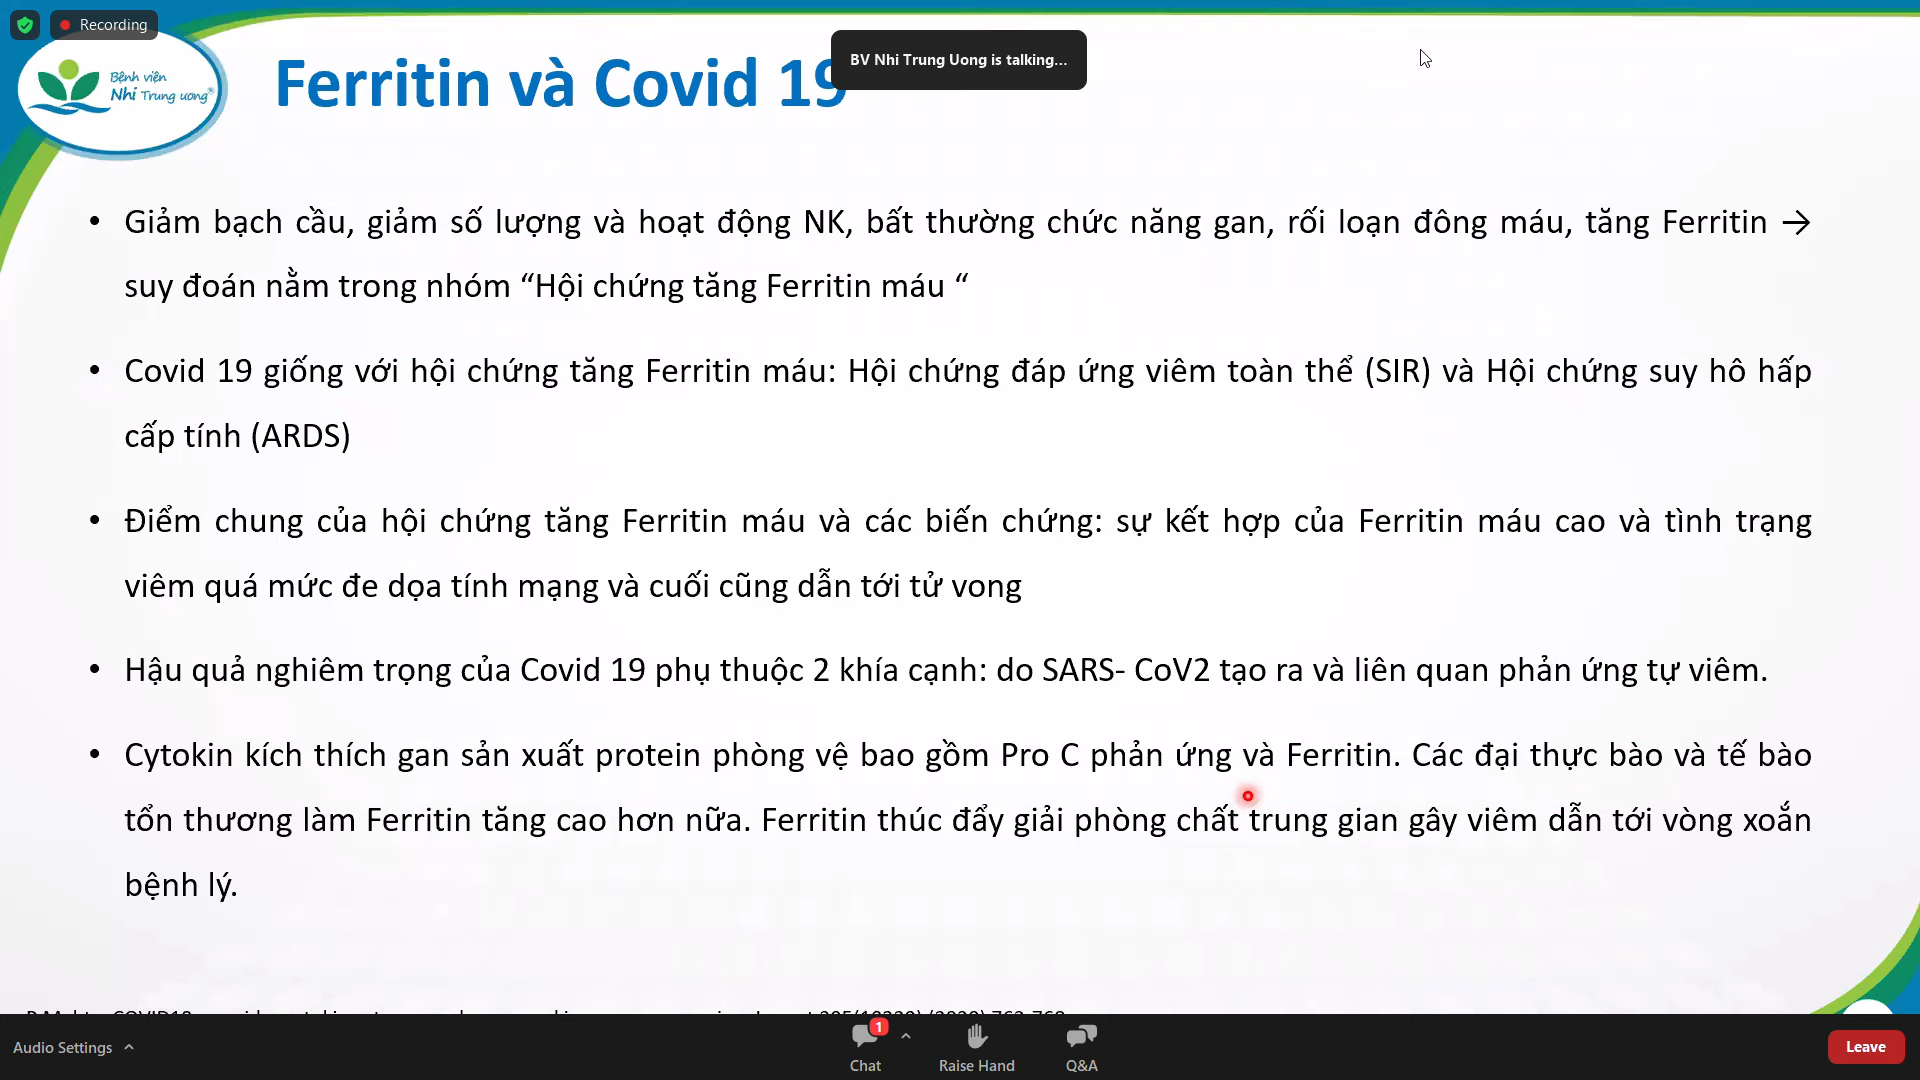 Recording
BV Nhi Trung Uong is talking...
Bệnh viện
Nhi Trung ương®
Ferritin và Covid 19
• Giảm bạch cầu, giảm số lượng và hoạt động NK, bất thường chức năng gan, rối loạn đông máu, tăng Ferritin →
suy đoán nằm trong nhóm “Hội chứng tăng Ferritin máu “
• Covid 19 giống với hội chứng tăng Ferritin máu: Hội chứng đáp ứng viêm toàn thể (SIR) và Hội chứng suy hô hấp
cấp tính (ARDS)
• Điểm chung của hội chứng tăng Ferritin máu và các biến chứng: sự kết hợp của Ferritin máu cao và tình trạng
viêm quá mức đe dọa tính mạng và cuối cũng dẫn tới tử vong
• Hậu quả nghiêm trọng của Covid 19 phụ thuộc 2 khía cạnh: do SARS- CoV2 tạo ra và liên quan phản ứng tự viêm.
• Cytokin kích thích gan sản xuất protein phòng vệ bao gồm Pro C phản ứng và Ferritin. Các đại thực bào và tế bào
tổn thương làm Ferritin tăng cao hơn nữa. Ferritin thúc đẩy giải phòng chất trung gian gây viêm dẫn tới vòng xoắn
bệnh lý.
Audio Settings
1
Chat
Raise Hand
Q&A
Leave